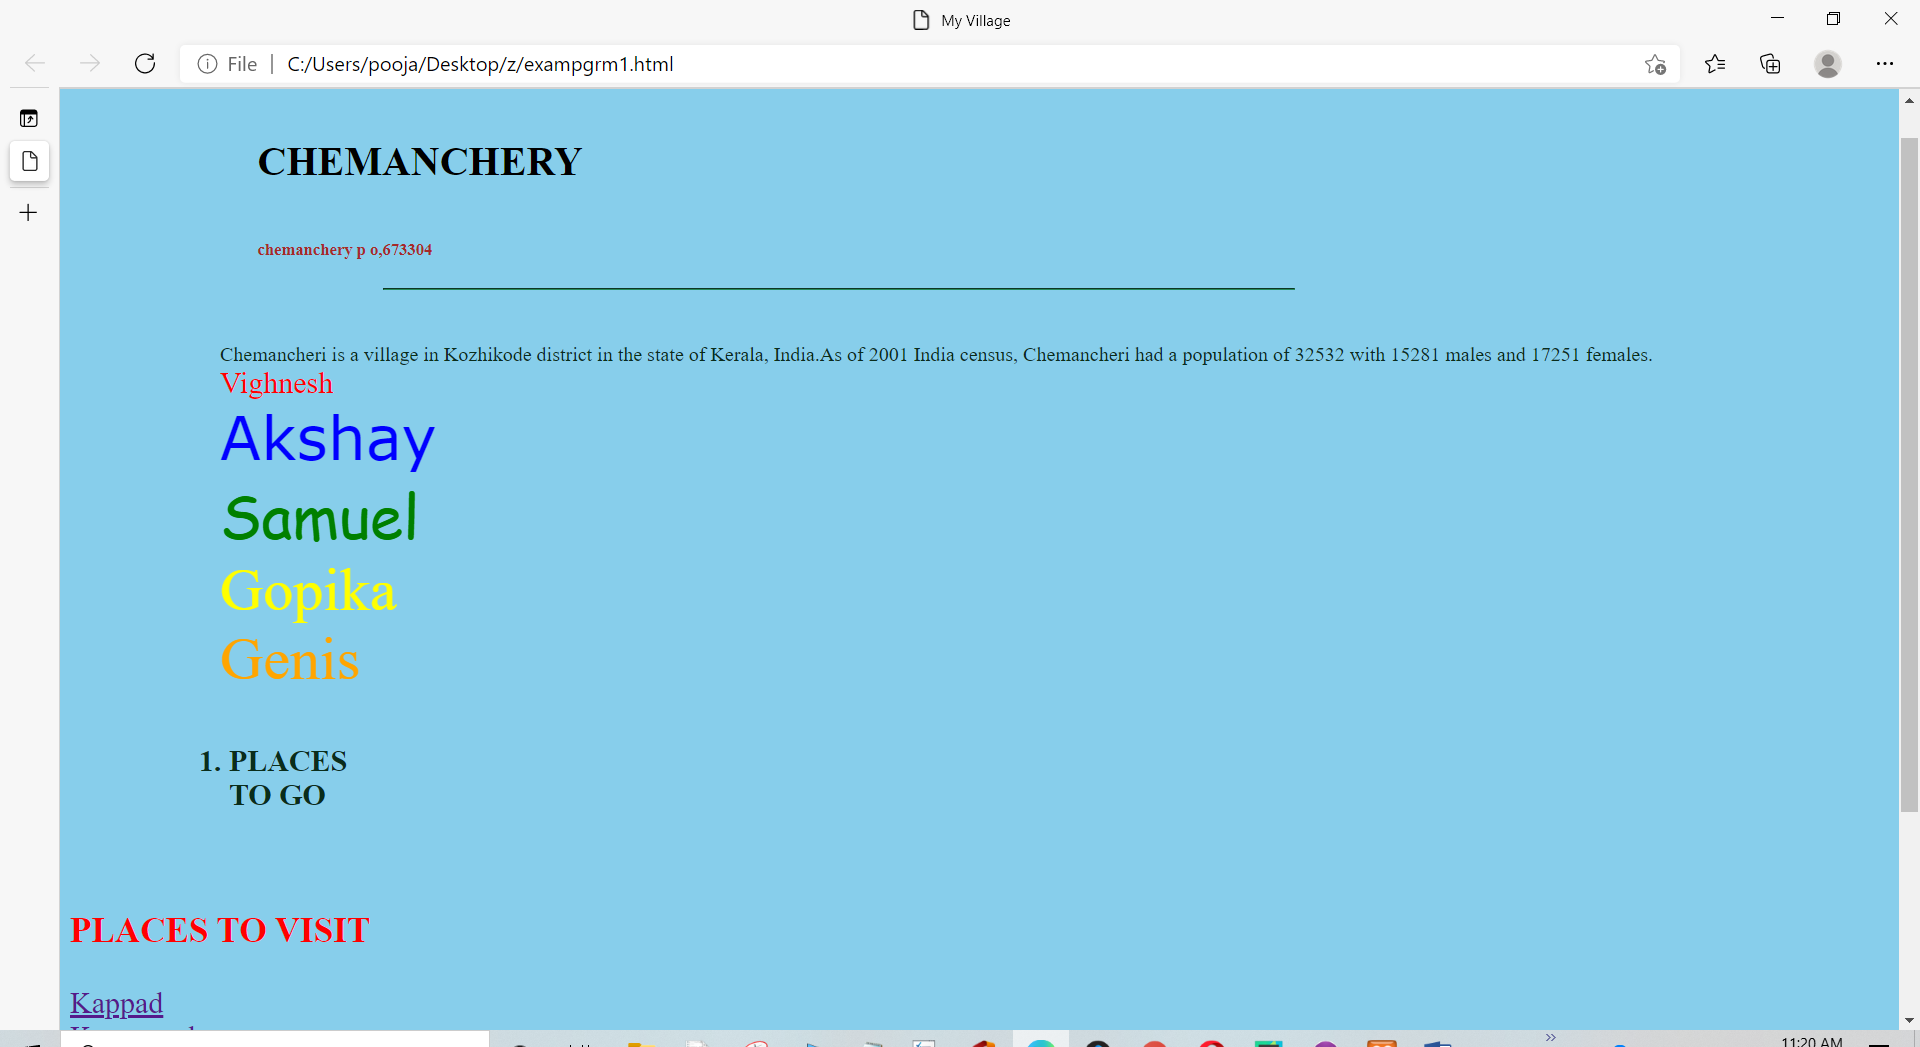 My Village
File
C:/Users/pooja/Desktop/z/exampgrm1.html
CHEMANCHERY
chemanchery p o,673304
Chemancheri is a village in Kozhikode district in the state of Kerala, India.As of 2001 India census, Chemancheri had a population of 32532 with 15281 males and 17251 females.
Vighnesh
Akshay
Samuel
Gopika
Genis
1. PLACES
TO GO
PLACES TO VISIT
Kappad
11:20 AM